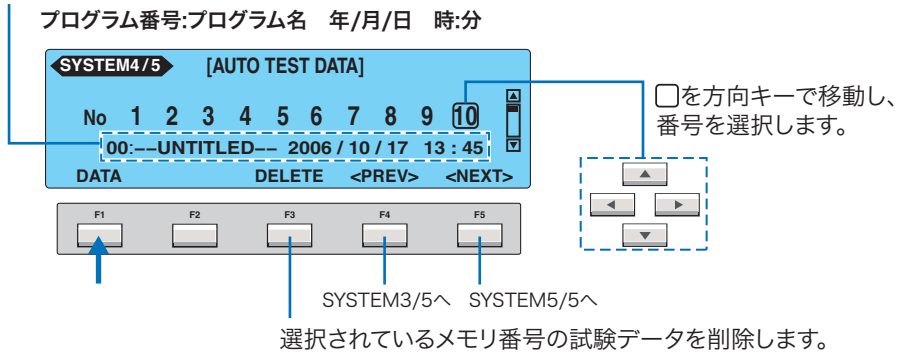 プログラム番号:プログラム名 年/月/日 時:分
SYSTEM4/5 [AUTO TEST DATA]
No 1 2 3 4 5 6 7 8 9 10
00:--UNTITLED-- 2006/10/17 13:45
DATA DELETE <PREV> <NEXT>
F1 F2 F3 F4 F5
を方向キーで移動し、
番号を選択します。
SYSTEM3/5へ SYSTEM5/5へ
選択されているメモリ番号の試験データを削除します。